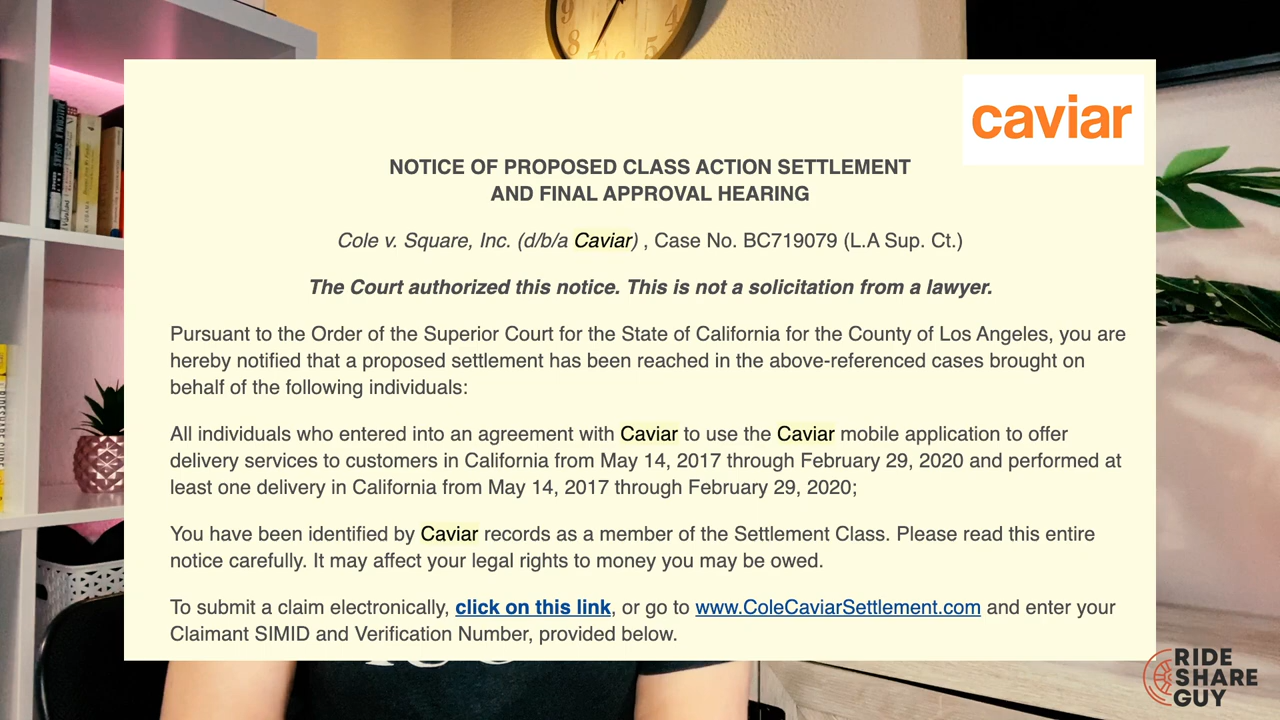 caviar
NOTICE OF PROPOSED CLASS ACTION SETTLEMENT
AND FINAL APPROVAL HEARING
Cole v. Square, Inc. (d/b/a Caviar) , Case No. BC719079 (L.A Sup. Ct.)
The Court authorized this notice. This is not a solicitation from a lawyer.
Pursuant to the Order of the Superior Court for the State of California for the County of Los Angeles, you are
hereby notified that a proposed settlement has been reached in the above-referenced cases brought on
behalf of the following individuals:
All individuals who entered into an agreement with Caviar to use the Caviar mobile application to offer
delivery services to customers in California from May 14, 2017 through February 29, 2020 and performed at
least one delivery in California from May 14, 2017 through February 29, 2020;
You have been identified by Caviar records as a member of the Settlement Class. Please read this entire
notice carefully. It may affect your legal rights to money you may be owed.
To submit a claim electronically, click on this link, or go to www.ColeCaviarSettlement.com and enter your
Claimant SIMID and Verification Number, provided below.
RIDE
SHARE
GUY
9
8
7
5